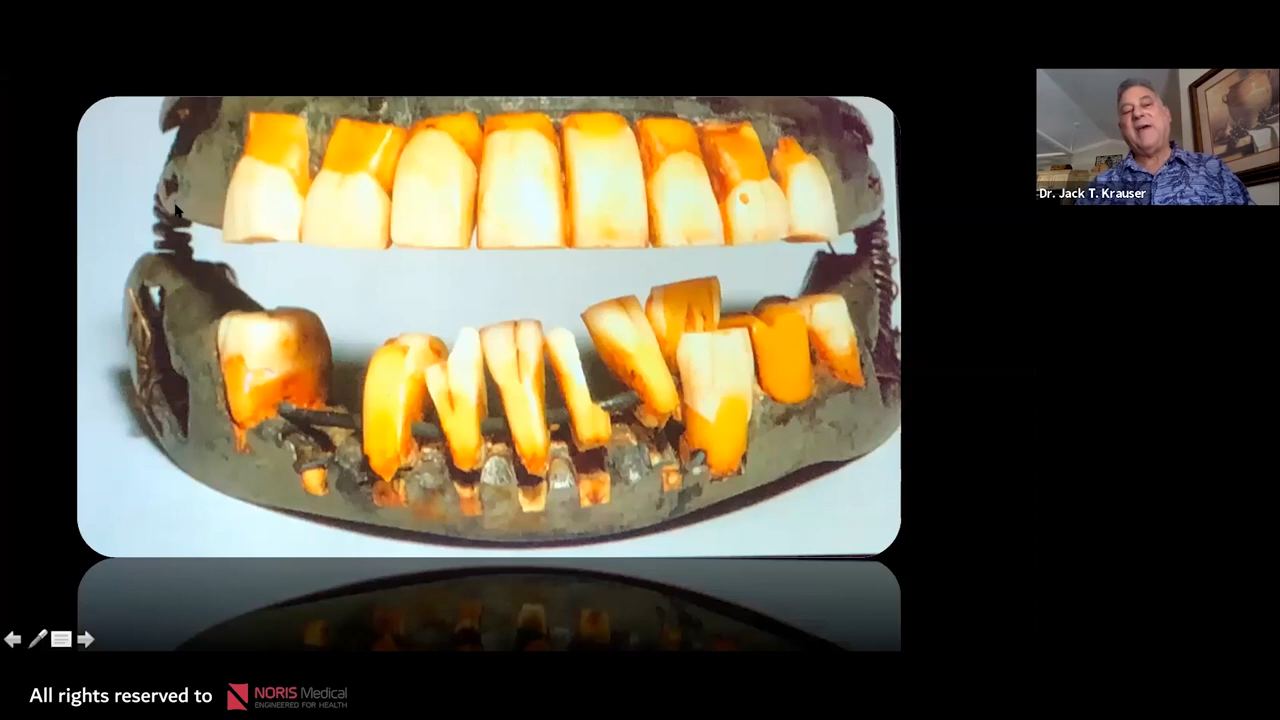 Dr. Jack T. Krauser
All rights reserved to
NORIS Medical
ENGINEERED FOR HEALTH